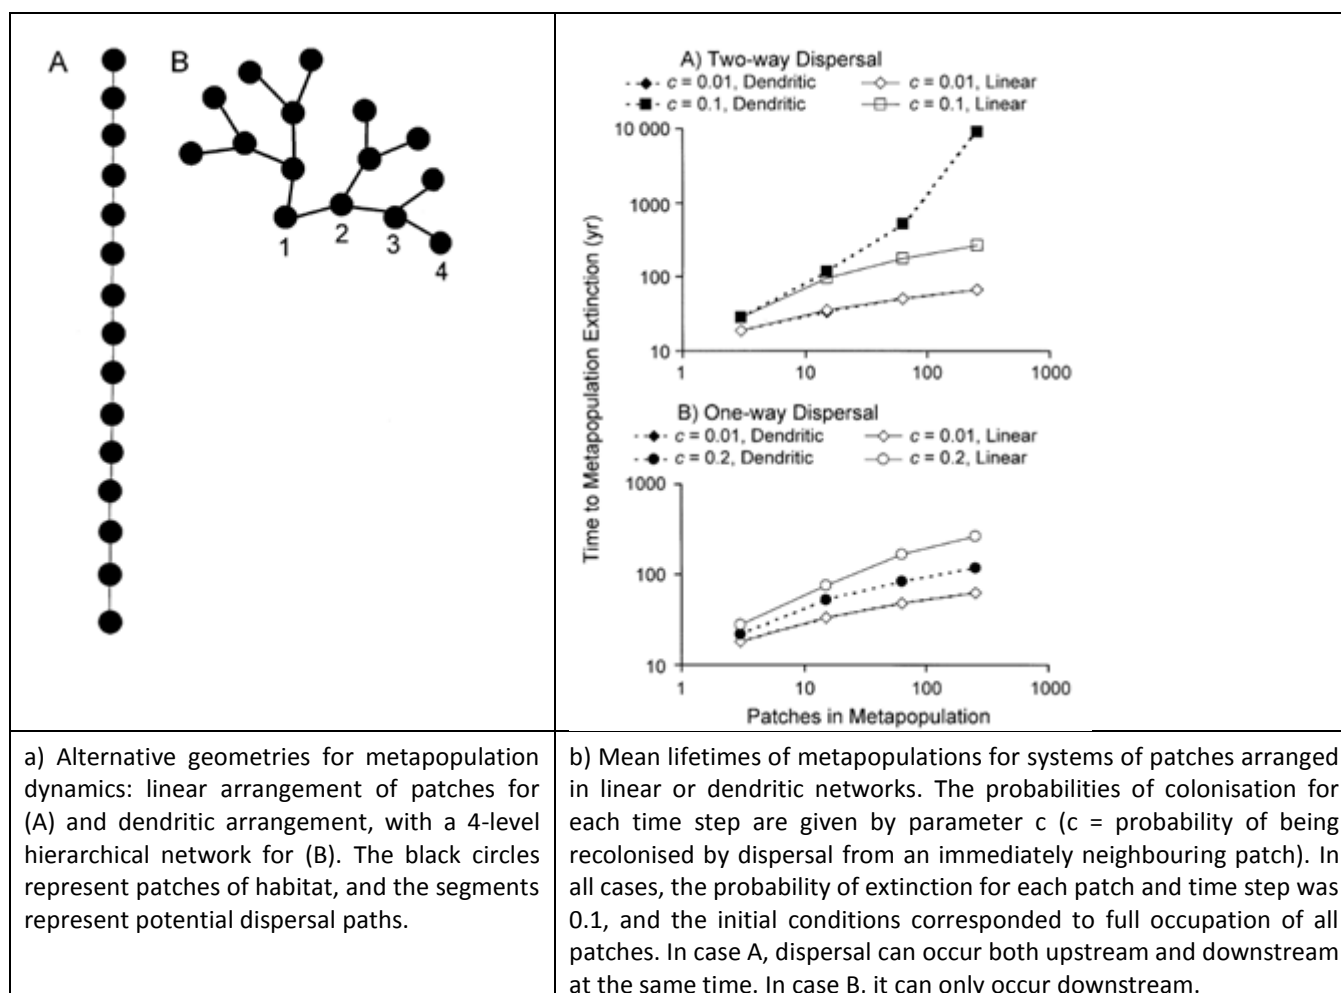 A
B
1
2
3
4
A) Two-way Dispersal
c = 0.01, Dendritic
c = 0.01, Linear
c = 0.1, Dendritic
c = 0.1, Linear
10 000
1000
100
10
1
10
100
1000
B) One-way Dispersal
c = 0.01, Dendritic
c = 0.01, Linear
c = 0.2, Dendritic
c = 0.2, Linear
1000
100
10
1
10
100
1000
Time to Metapopulation Extinction (yr)
Patches in Metapopulation
a) Alternative geometries for metapopulation
dynamics: linear arrangement of patches for
(A) and dendritic arrangement, with a 4-level
hierarchical network for (B). The black circles
represent patches of habitat, and the segments
represent potential dispersal paths.
b) Mean lifetimes of metapopulations for systems of patches arranged
in linear or dendritic networks. The probabilities of colonisation for
each time step are given by parameter c (c = probability of being
recolonised by dispersal from an immediately neighbouring patch). In
all cases, the probability of extinction for each patch and time step was
0.1, and the initial conditions corresponded to full occupation of all
patches. In case A, dispersal can occur both upstream and downstream
at the same time. In case B, it can only occur downstream.